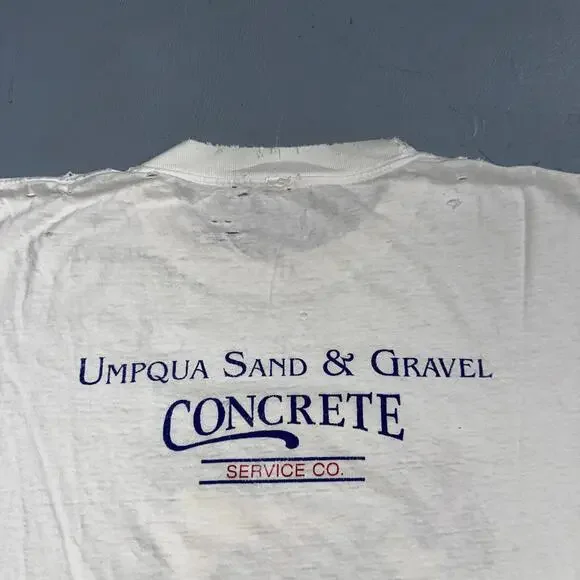 UMPQUA SAND & GRAVEL
CONCRETE
SERVICE CO.